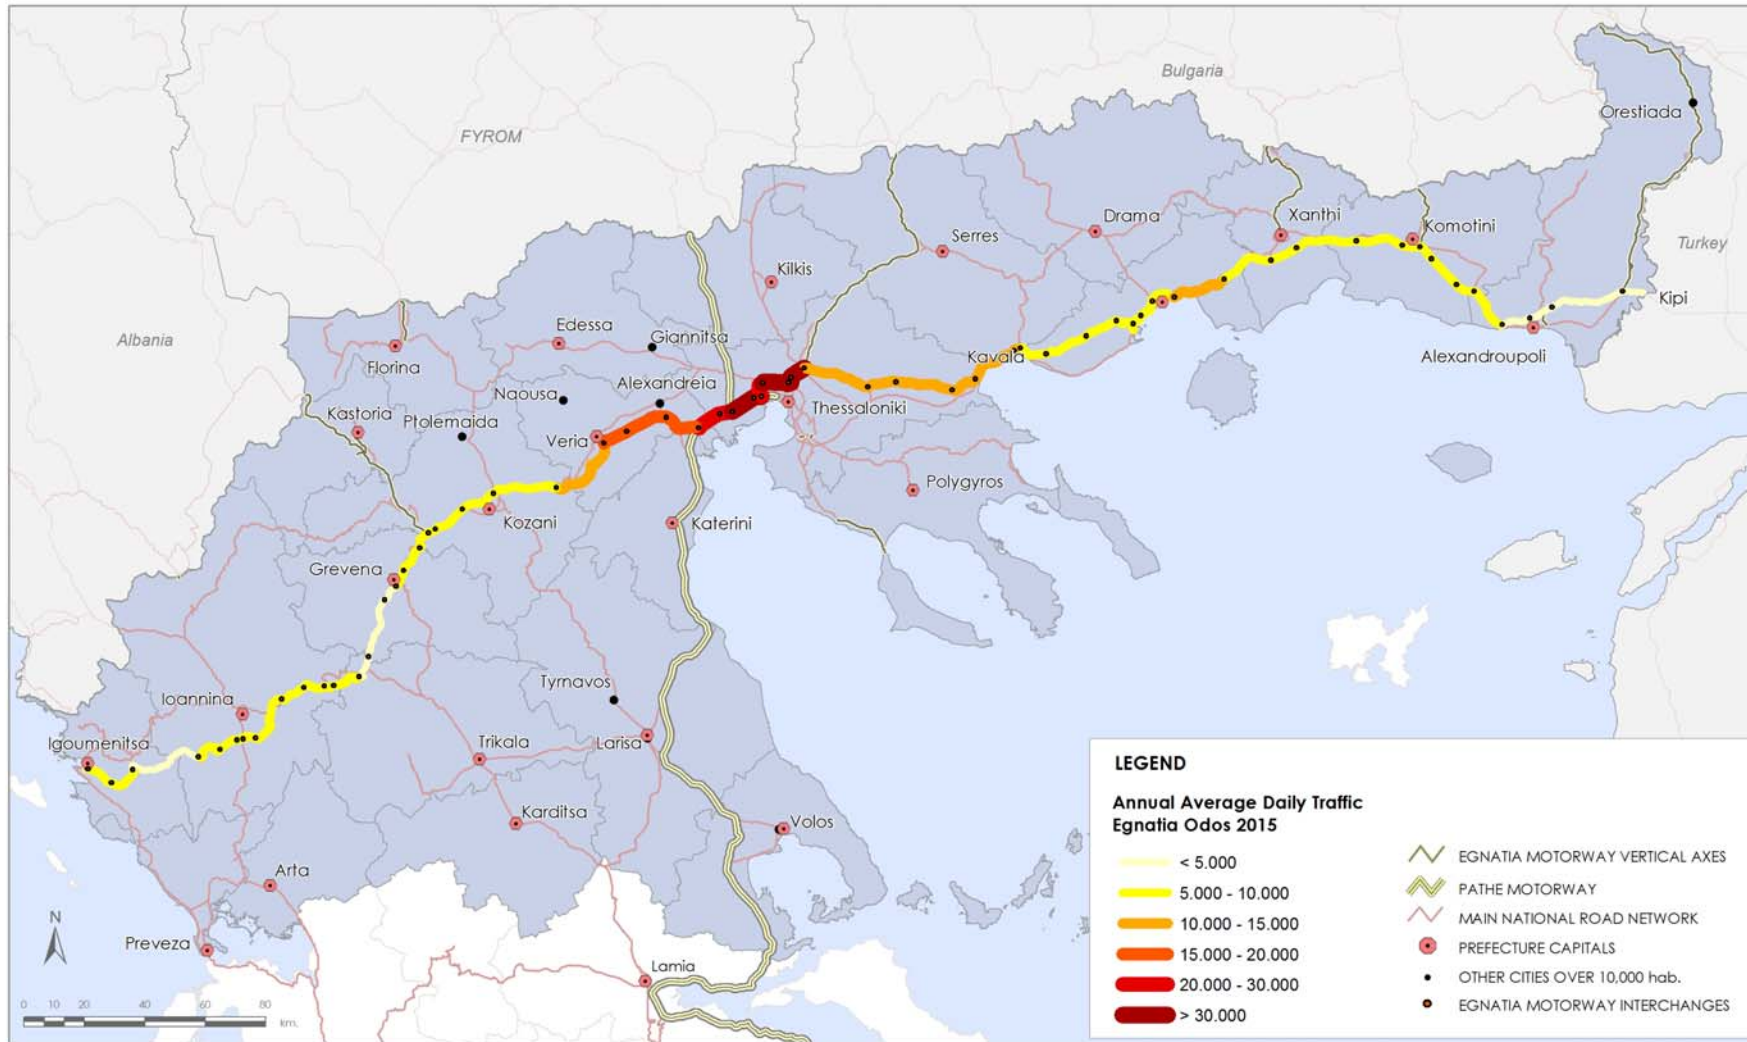 Bulgaria
Orestiada
FYROM
Drama
Xanthi
Komotini
Serres
Turkey
Kilkis
Kipi
Albania
Edessa
Giannitsa
Florina
Kavala
Alexandroupoli
Naousa
Alexandreia
Kastoria
Ptolemaida
Thessaloniki
Veria
Polygyros
Kozani
Katerini
Grevena
Tyrnavos
Ioannina
Igoumenitsa
Trikala
Larisa
Karditsa
Volos
Arta
Preveza
Lamia
N
0 20 40 60 80
km.
LEGEND
Annual Average Daily Traffic
Egnatia Odos 2015
< 5.000
5.000 - 10.000
10.000 - 15.000
15.000 - 20.000
20.000 - 30.000
> 30.000
EGNATIA MOTORWAY VERTICAL AXES
PATHE MOTORWAY
MAIN NATIONAL ROAD NETWORK
PREFECTURE CAPITALS
OTHER CITIES OVER 10,000 hab.
EGNATIA MOTORWAY INTERCHANGES